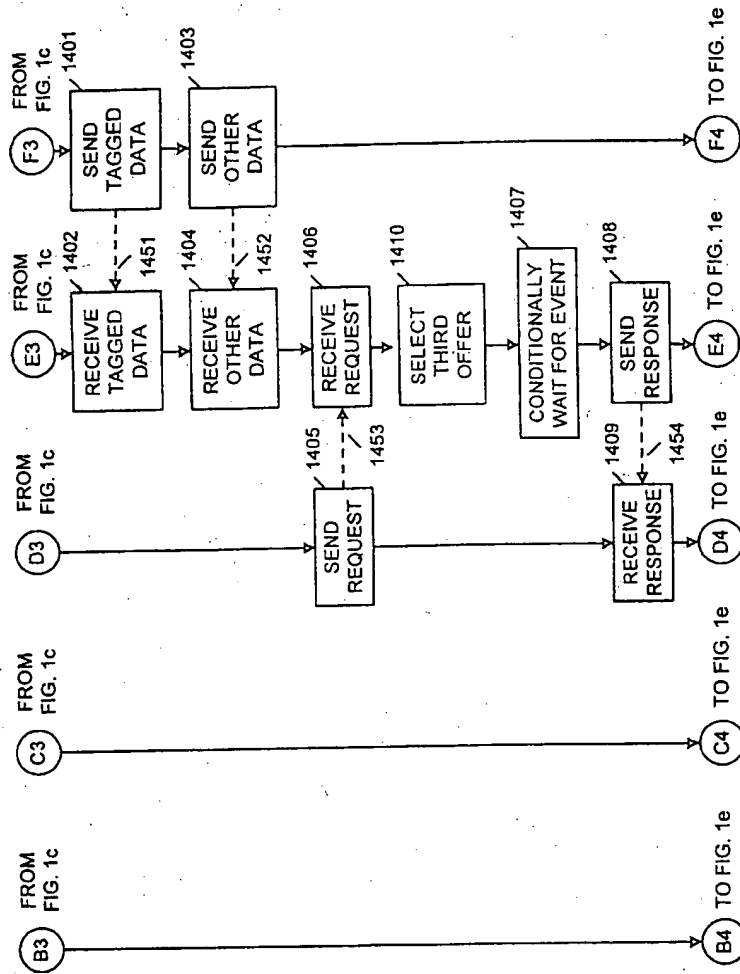 FROM
FIG. 1c
B3
FROM
FIG. 1c
C3
FROM
FIG. 1c
D3
FROM
FIG. 1c
E3
FROM
FIG. 1c
F3
1402
RECEIVE
TAGGED
DATA
1451
1401
SEND
TAGGED
DATA
1404
RECEIVE
OTHER
DATA
1452
1403
SEND
OTHER
DATA
1405
SEND
REQUEST
1453
1406
RECEIVE
REQUEST
1410
SELECT
THIRD
OFFER
1407
CONDITIONALLY
WAIT FOR EVENT
1409
RECEIVE
RESPONSE
1454
1408
SEND
RESPONSE
B4
TO FIG. 1e
C4
TO FIG. 1e
D4
TO FIG. 1e
E4
TO FIG. 1e
F4
TO FIG. 1e